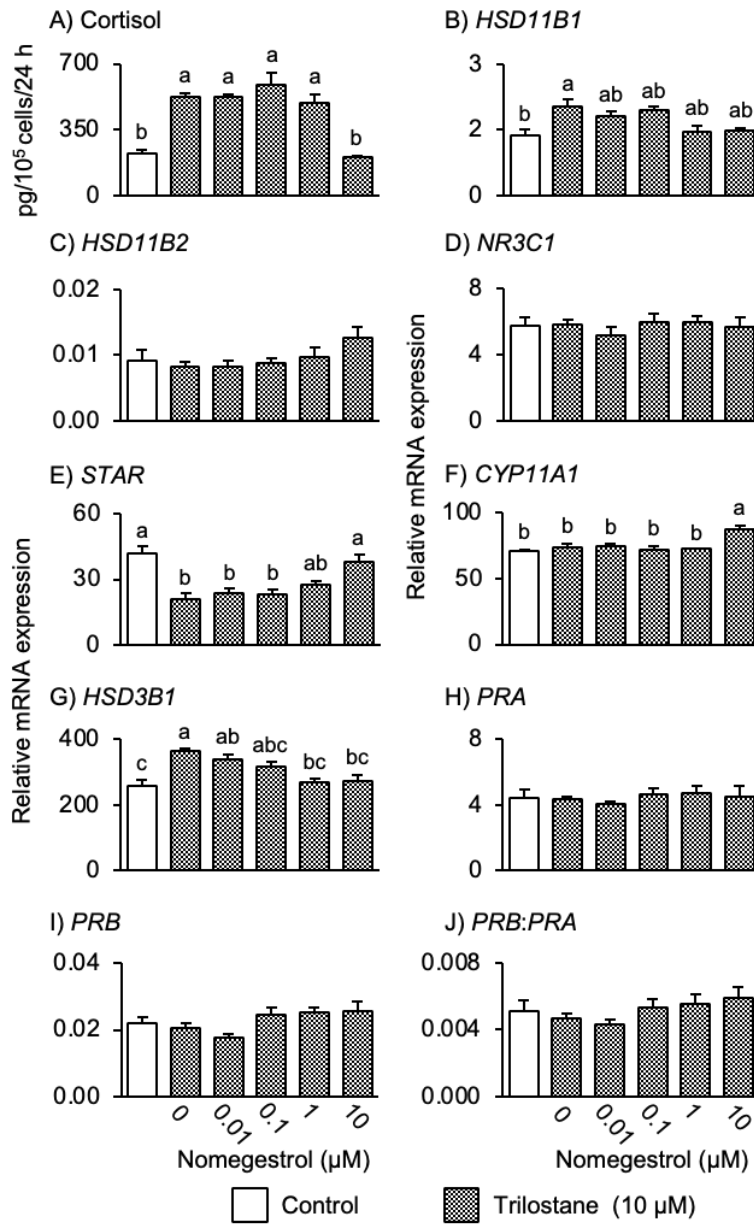 A) Cortisol
pg/10⁵ cells/24 h
700
350
0
b
a
a
a
a
b
B) HSD11B1
3
2
0
b
a
ab
ab
ab
ab
C) HSD11B2
0.02
0.01
0.00
D) NR3C1
8
4
0
Relative mRNA expression
E) STAR
60
30
0
a
b
b
b
ab
a
F) CYP11A1
100
50
0
b
b
b
b
b
a
Relative mRNA expression
G) HSD3B1
400
200
0
c
a
ab
abc
bc
bc
H) PRA
8
4
0
I) PRB
0.04
0.02
0.00
0
0.01
0.1
1
10
Nomegestrol (µM)
J) PRB:PRA
0.008
0.004
0.000
0
0.01
0.1
1
10
Nomegestrol (µM)
Control
Trilostane (10 µM)